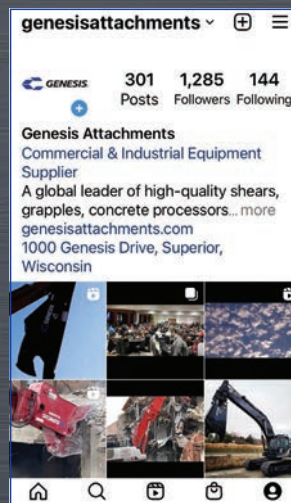 genesisattachments
GENESIS
301 1,285 144
Posts Followers Following
Genesis Attachments
Commercial & Industrial Equipment
Supplier
A global leader of high-quality shears,
grapples, concrete processors... more
genesisattachments.com
1000 Genesis Drive, Superior,
Wisconsin